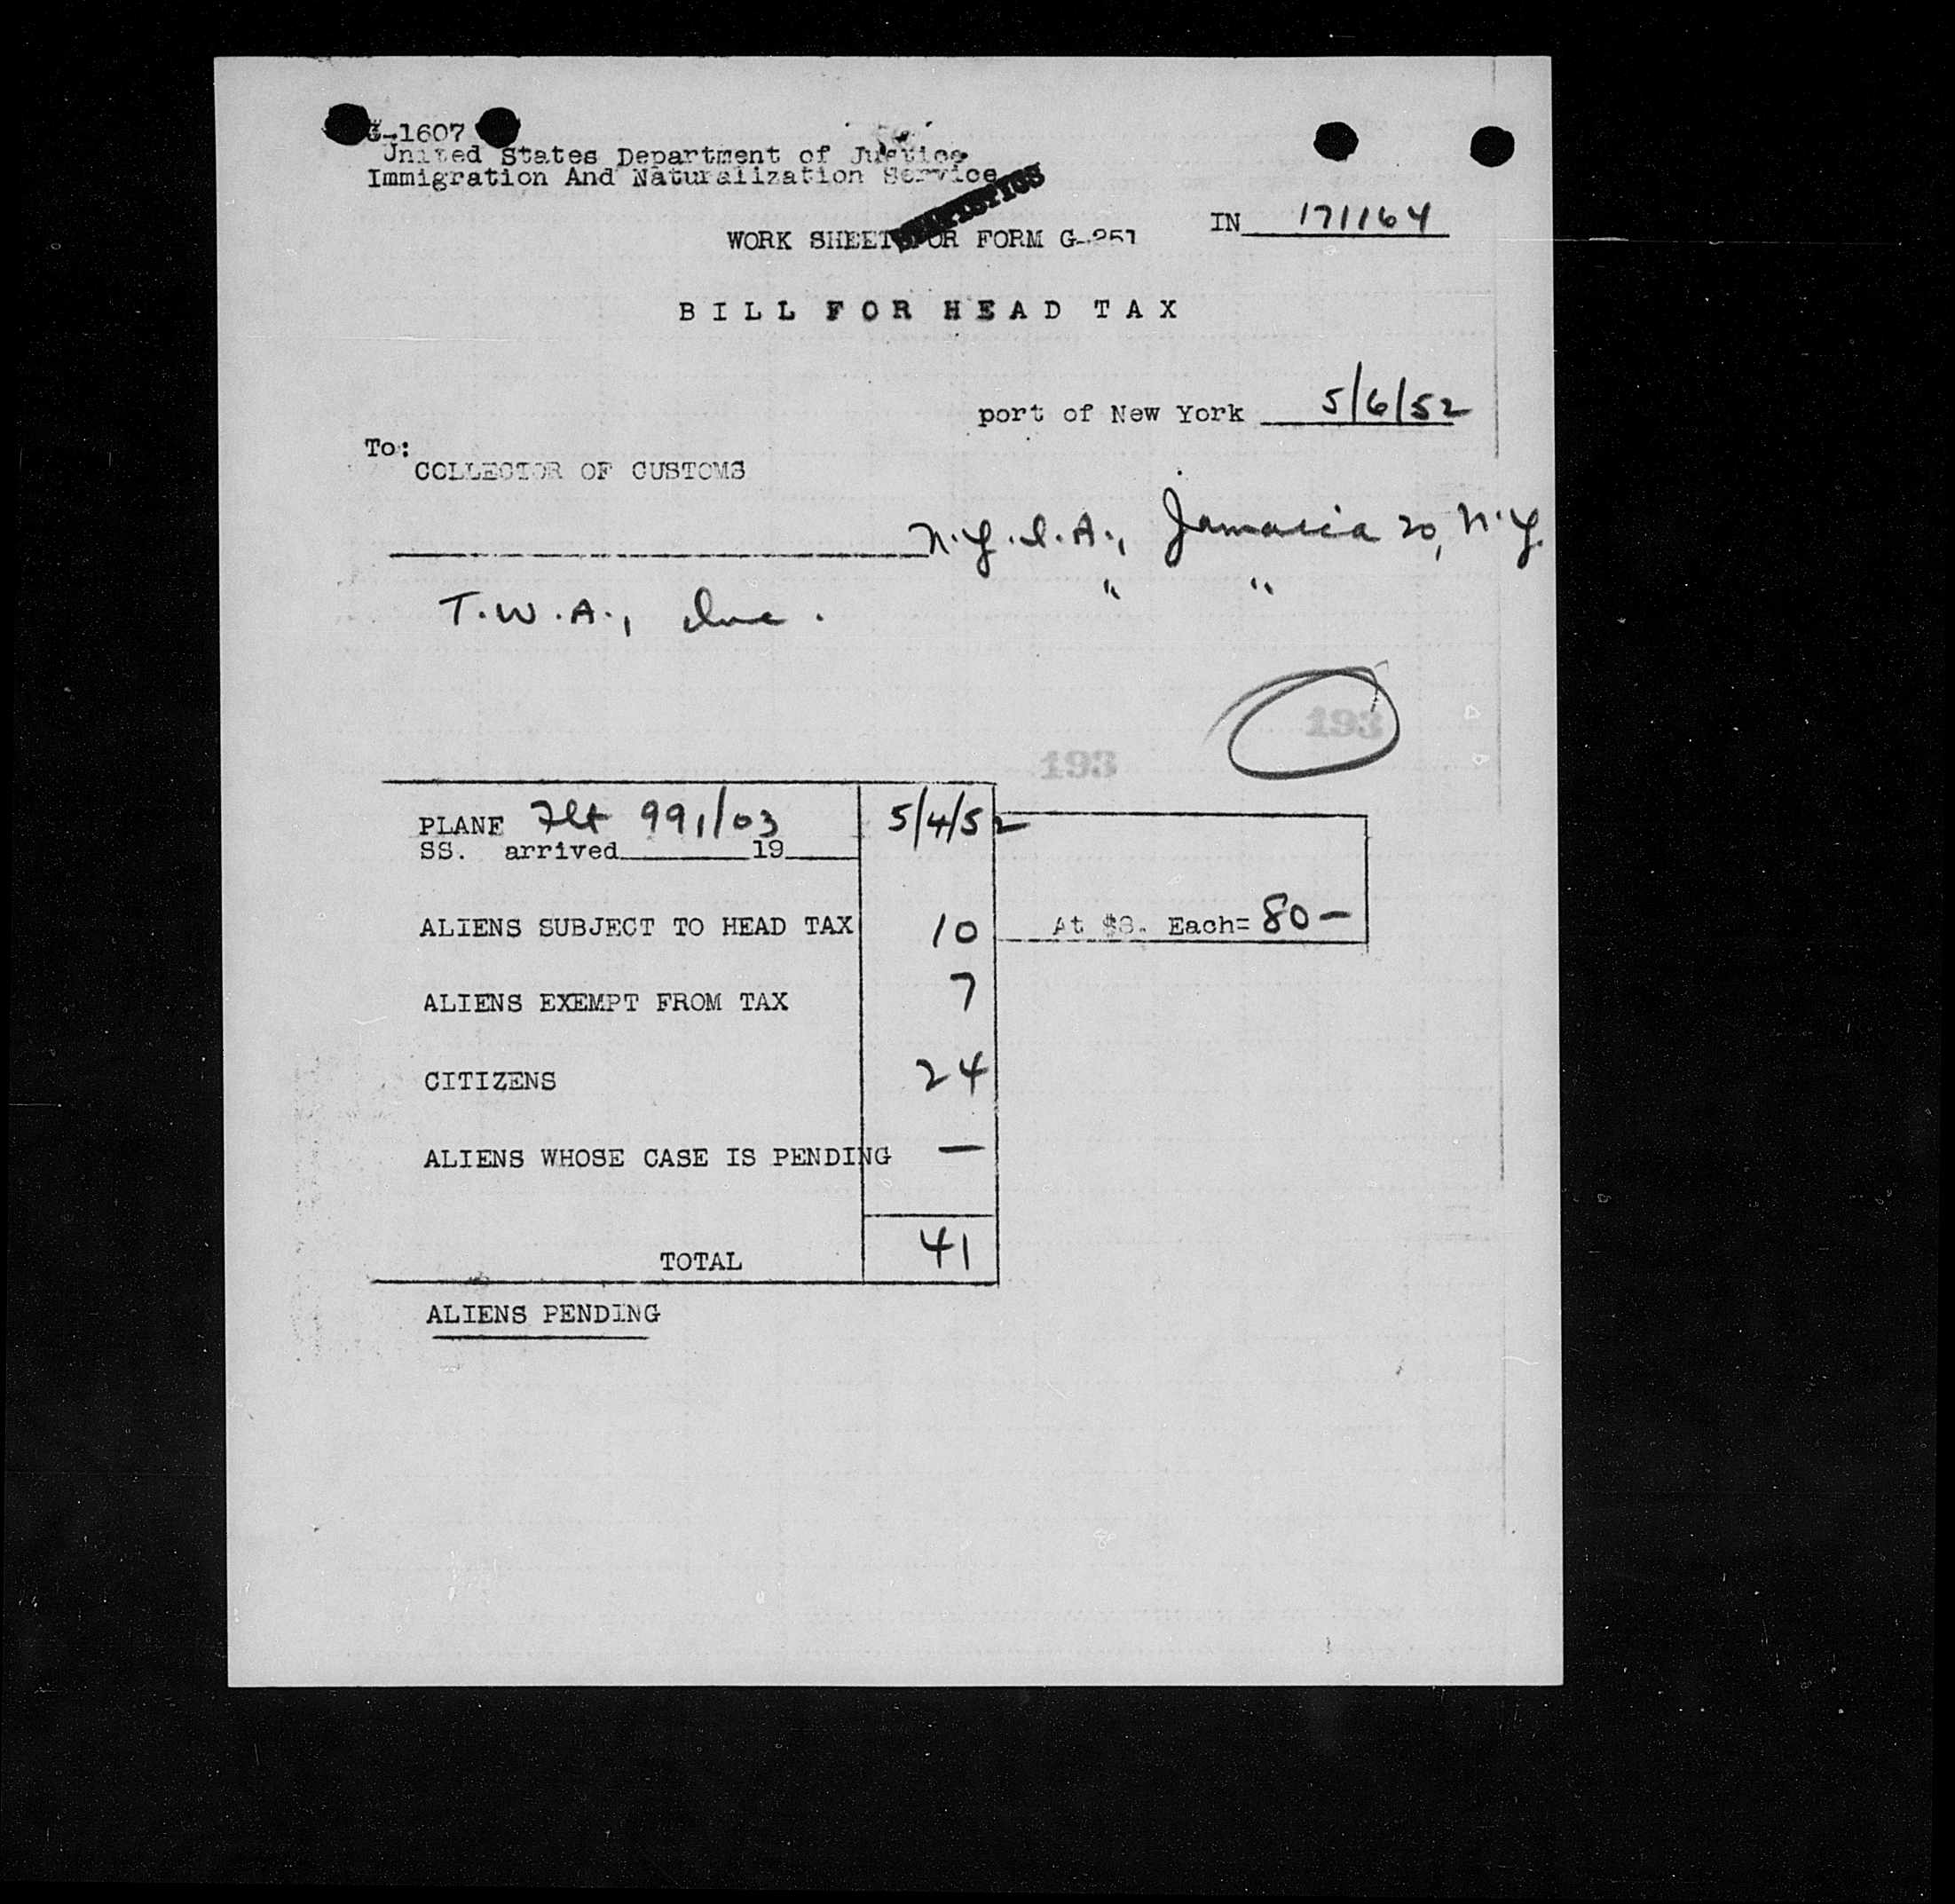 G-1607
United States Department of Justice
Immigration And Naturalization Service
STATISTICS
WORK SHEET FOR FORM G-251
IN 171164
BILL FOR HEAD TAX
port of New York 5/6/52
To:
COLLECTOR OF CUSTOMS
N.Y.I.A., Jamaica 20, N.Y.
T.W.A., Inc. " "
193
193
PLANE Flt 991/03 5/4/52
SS. arrived 19
ALIENS SUBJECT TO HEAD TAX 10 At $8. Each= 80-
ALIENS EXEMPT FROM TAX 7
CITIZENS 24
ALIENS WHOSE CASE IS PENDING —
TOTAL 41
ALIENS PENDING